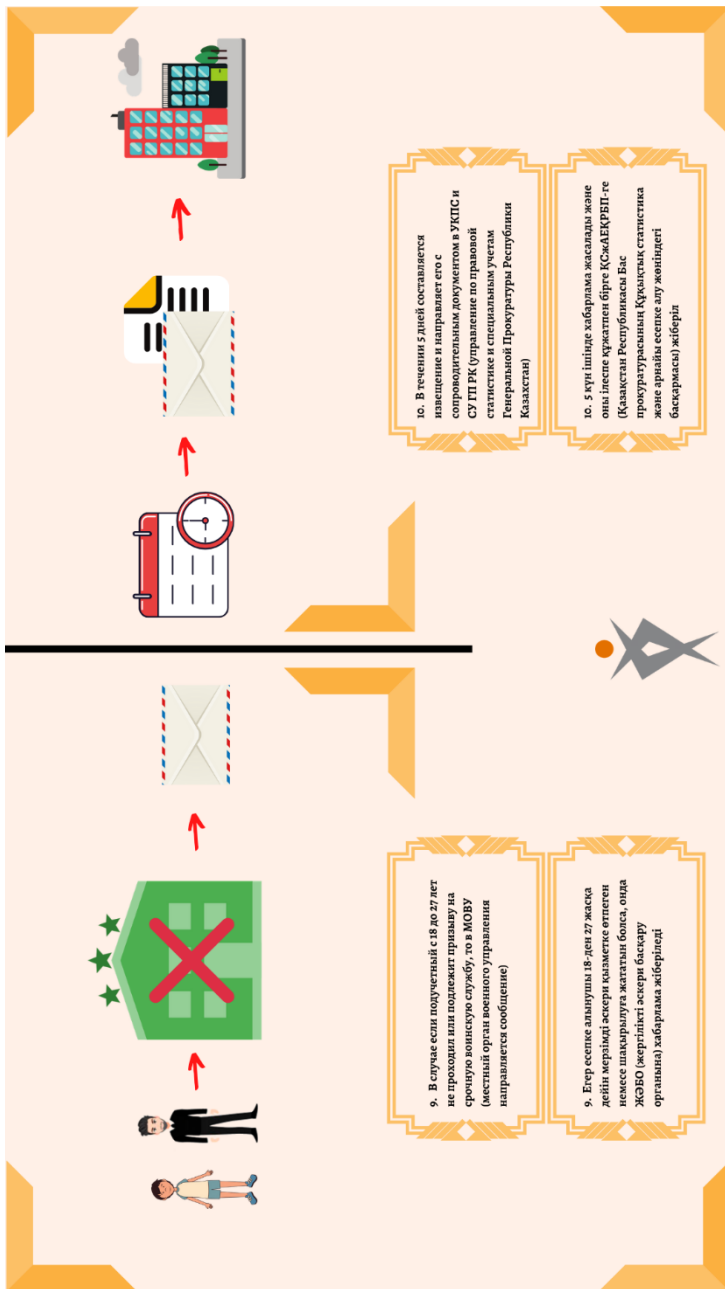 9. В случае если подучетный с 18 до 27 лет
не проходил или подлежит призыву на
срочную воинскую службу, то в МОВУ
(местный орган военного управления
направляется сообщение)
9. Егер есепке алынушы 18-ден 27 жасқа
дейін мерзімді әскери қызметке өтпеген
немесе шақырылуға жататын болса, онда
ЖӘБО (жергілікті әскери басқару
органына) хабарлама жіберіледі
10. В течении 5 дней составляется
извещение и направляет его с
сопроводительным документом в УКПС и
СУ ГП РК (управление по правовой
статистике и специальным учетам
Генеральной Прокуратуры Республики
Казахстан)
10. 5 күн ішінде хабарлама жасалады және
оны ілеспе құжатпен бірге ҚСжАЕҚРБП-ге
(Қазақстан Республикасы Бас
прокуратурасының Құқықтық статистика
және арнайы есепке алу жөніндегі
басқармасы) жіберіл